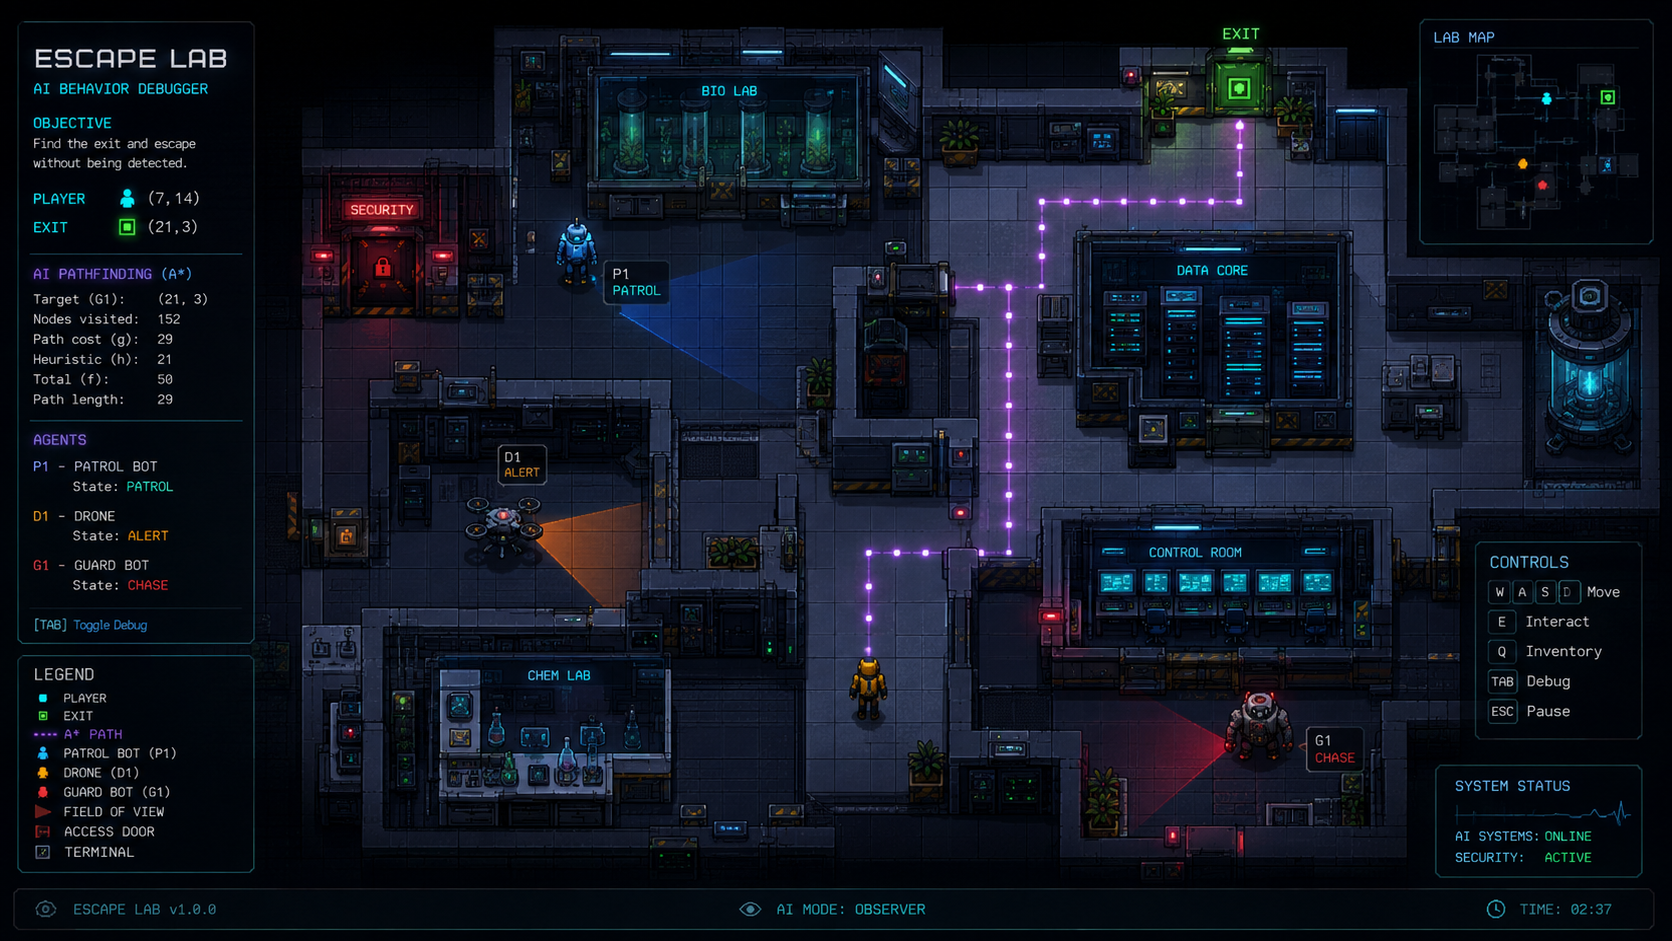 ESCAPE LAB
AI BEHAVIOR DEBUGGER
OBJECTIVE
Find the exit and escape
without being detected.
PLAYER (7,14)
EXIT (21,3)
AI PATHFINDING (A*)
Target (G1): (21, 3)
Nodes visited: 152
Path cost (g): 29
Heuristic (h): 21
Total (f): 50
Path length: 29
AGENTS
P1 - PATROL BOT
State: PATROL
D1 - DRONE
State: ALERT
G1 - GUARD BOT
State: CHASE
[TAB] Toggle Debug
LEGEND
PLAYER
EXIT
A* PATH
PATROL BOT (P1)
DRONE (D1)
GUARD BOT (G1)
FIELD OF VIEW
ACCESS DOOR
TERMINAL
EXIT
BIO LAB
SECURITY
P1
PATROL
DATA CORE
D1
ALERT
CONTROL ROOM
CHEM LAB
G1
CHASE
LAB MAP
CONTROLS
W A S D Move
E Interact
Q Inventory
TAB Debug
ESC Pause
SYSTEM STATUS
AI SYSTEMS: ONLINE
SECURITY: ACTIVE
ESCAPE LAB v1.0.0
AI MODE: OBSERVER
TIME: 02:37